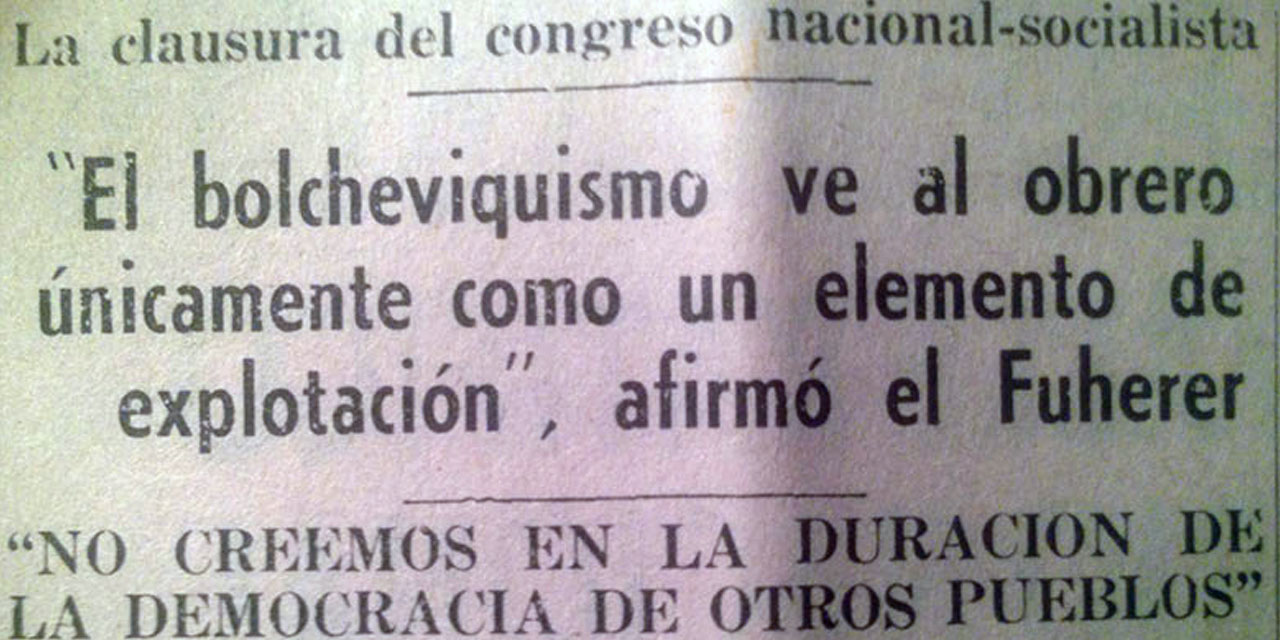 La clausura del congreso nacional-socialista
"El bolcheviquismo ve al obrero
únicamente como un elemento de
explotación", afirmó el Fuherer
“NO CREEMOS EN LA DURACION DE
LA DEMOCRACIA DE OTROS PUEBLOS”